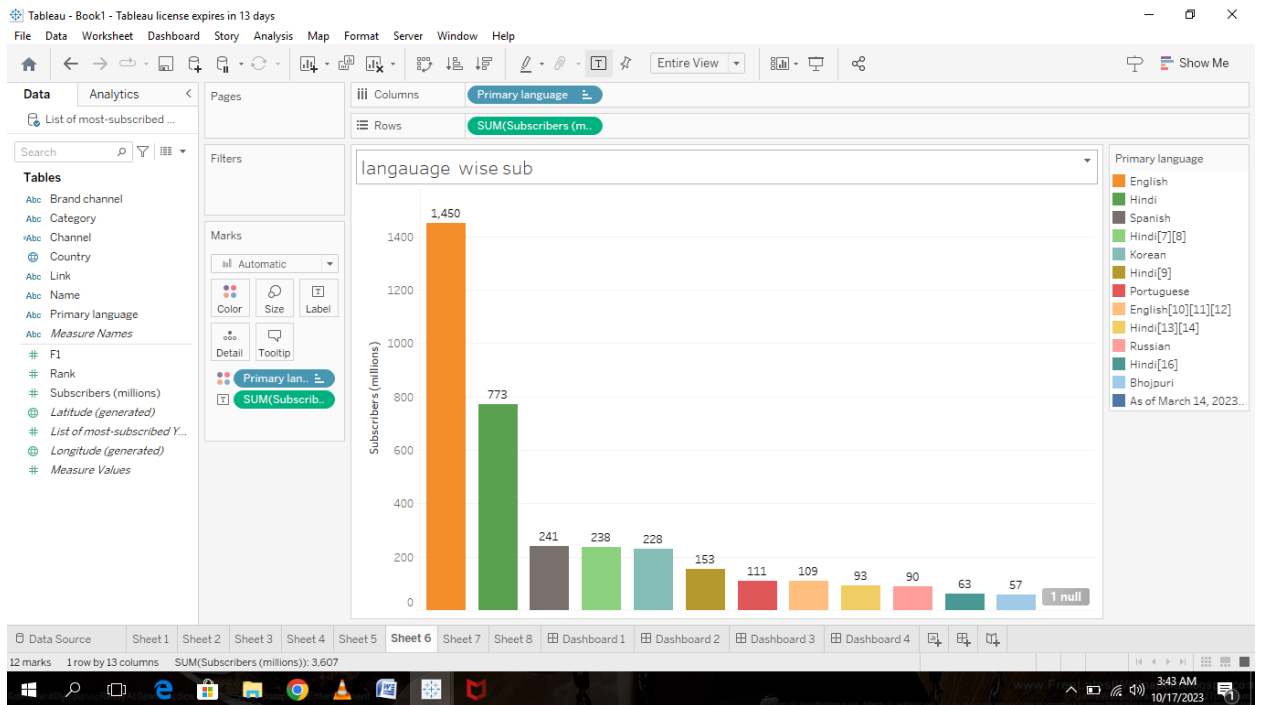 Tableau - Book1 - Tableau license expires in 13 days
File Data Worksheet Dashboard Story Analysis Map Format Server Window Help
Entire View
Show Me
Data Analytics
List of most-subscribed ...
Search
Tables
Abc Brand channel
Abc Category
Abc Channel
Country
Abc Link
Abc Name
Abc Primary language
Abc Measure Names
# F1
# Rank
# Subscribers (millions)
Latitude (generated)
# List of most-subscribed Y...
Longitude (generated)
# Measure Values
Pages
Filters
Marks
Automatic
Color Size Label
Detail Tooltip
Primary lan..
SUM(Subscrib..
Columns Primary language
Rows SUM(Subscribers (m..
langauage wise sub
Subscribers (millions)
1400
1200
1000
800
600
400
200
0
1,450
773
241
238
228
153
111
109
93
90
63
57
1 null
Primary language
English
Hindi
Spanish
Hindi[7][8]
Korean
Hindi[9]
Portuguese
English[10][11][12]
Hindi[13][14]
Russian
Hindi[16]
Bhojpuri
As of March 14, 2023..
Data Source Sheet 1 Sheet 2 Sheet 3 Sheet 4 Sheet 5 Sheet 6 Sheet 7 Sheet 8 Dashboard 1 Dashboard 2 Dashboard 3 Dashboard 4
12 marks 1 row by 13 columns SUM(Subscribers (millions)): 3,607
3:43 AM
10/17/2023
1